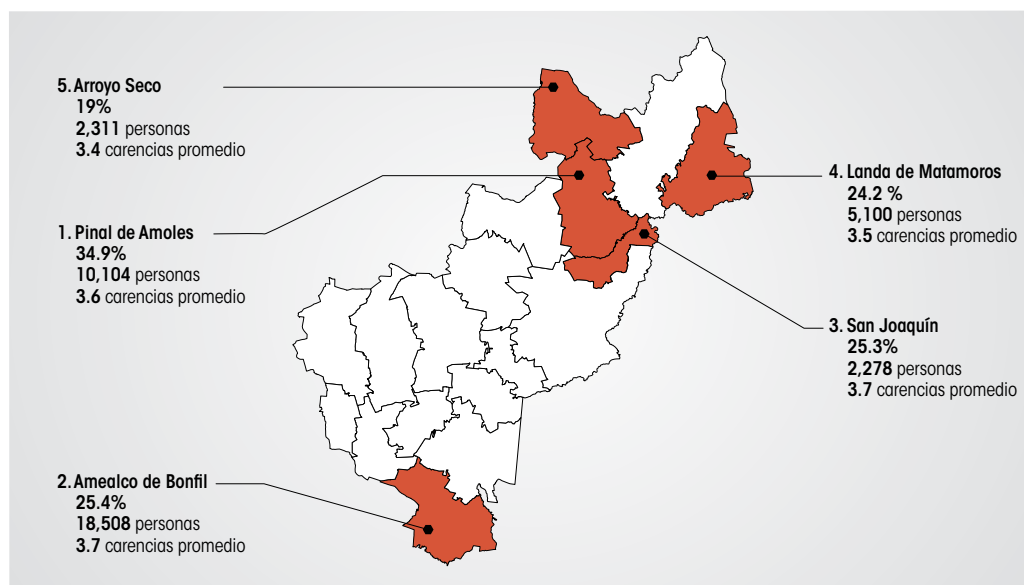 5. Arroyo Seco
19%
2,311 personas
3.4 carencias promedio
1. Pinal de Amoles
34.9%
10,104 personas
3.6 carencias promedio
4. Landa de Matamoros
24.2 %
5,100 personas
3.5 carencias promedio
3. San Joaquín
25.3%
2,278 personas
3.7 carencias promedio
2. Amealco de Bonfil
25.4%
18,508 personas
3.7 carencias promedio